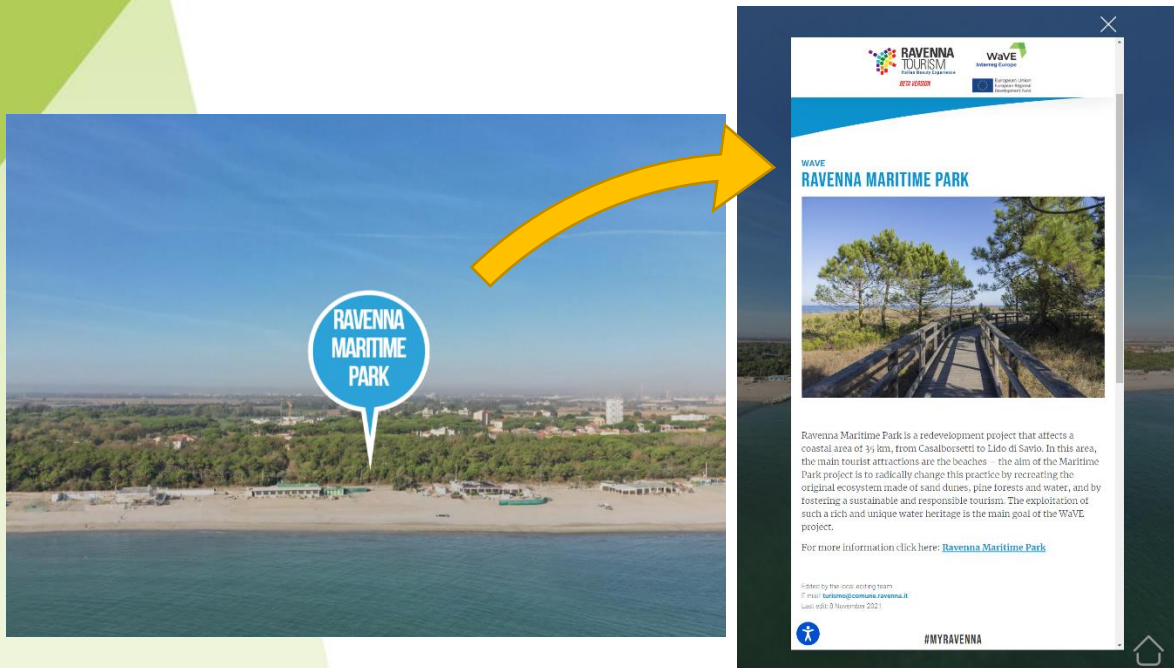 RAVENNA
MARITIME
PARK
RAVENNA
TOURISM
Italian Beauty Experience
BETA VERSION
WaVE
Interreg Europe
European Union
European Regional
Development Fund
WAVE
RAVENNA MARITIME PARK
Ravenna Maritime Park is a redevelopment project that affects a
coastal area of 35 km, from Casalborsetti to Lido di Savio. In this area,
the main tourist attractions are the beaches – the aim of the Maritime
Park project is to radically change this practice by recreating the
original ecosystem made of sand dunes, pine forests and water, and by
fostering a sustainable and responsible tourism. The exploitation of
such a rich and unique water heritage is the main goal of the WaVE
project.
For more information click here: Ravenna Maritime Park
Edited by the local editing team
E-mail turismo@comune.ravenna.it
Last edit: 8 November 2021
#MYRAVENNA